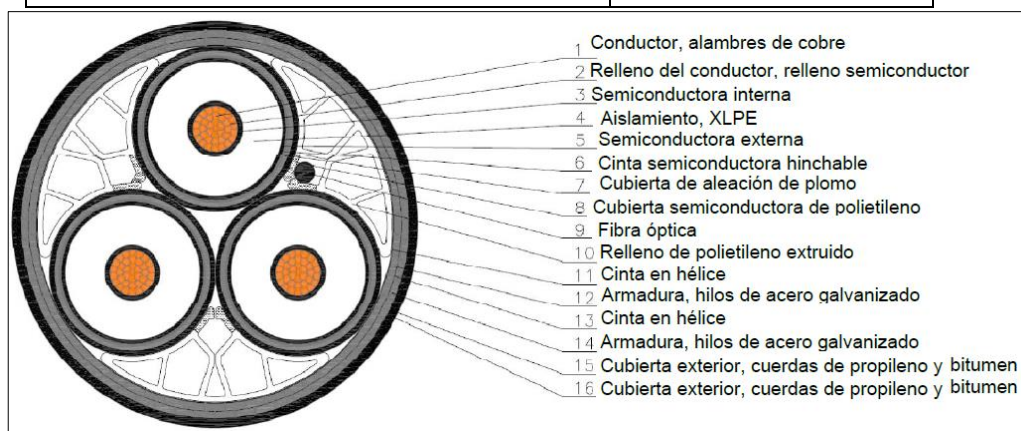 1 Conductor, alambres de cobre
2 Relleno del conductor, relleno semiconductor
3 Semiconductora interna
4 Aislamiento, XLPE
5 Semiconductora externa
6 Cinta semiconductora hinchable
7 Cubierta de aleación de plomo
8 Cubierta semiconductora de polietileno
9 Fibra óptica
10 Relleno de polietileno extruido
11 Cinta en hélice
12 Armadura, hilos de acero galvanizado
13 Cinta en hélice
14 Armadura, hilos de acero galvanizado
15 Cubierta exterior, cuerdas de propileno y bitumen
16 Cubierta exterior, cuerdas de propileno y bitumen